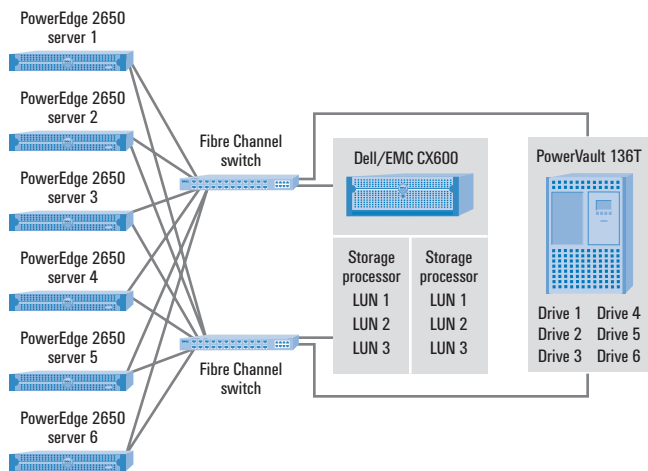 PowerEdge 2650
server 1
PowerEdge 2650
server 2
PowerEdge 2650
server 3
PowerEdge 2650
server 4
PowerEdge 2650
server 5
PowerEdge 2650
server 6
Fibre Channel
switch
Fibre Channel
switch
Dell/EMC CX600
Storage
processor
LUN 1
LUN 2
LUN 3
Storage
processor
LUN 1
LUN 2
LUN 3
PowerVault 136T
Drive 1 Drive 4
Drive 2 Drive 5
Drive 3 Drive 6